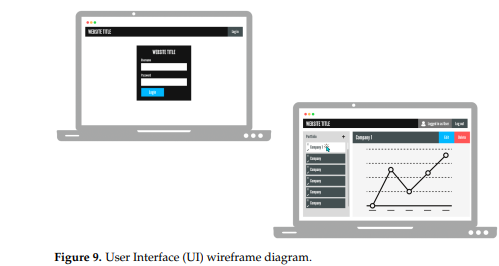 WEBSITE TITLE
Log in
WEBSITE TITLE
Username
Password
Login
WEBSITE TITLE
Logged in as User
Log out
Portfolio +
Company 1
Company
Company
Company
Company
Company
Company 1
Edit
Delete
Figure 9. User Interface (UI) wireframe diagram.